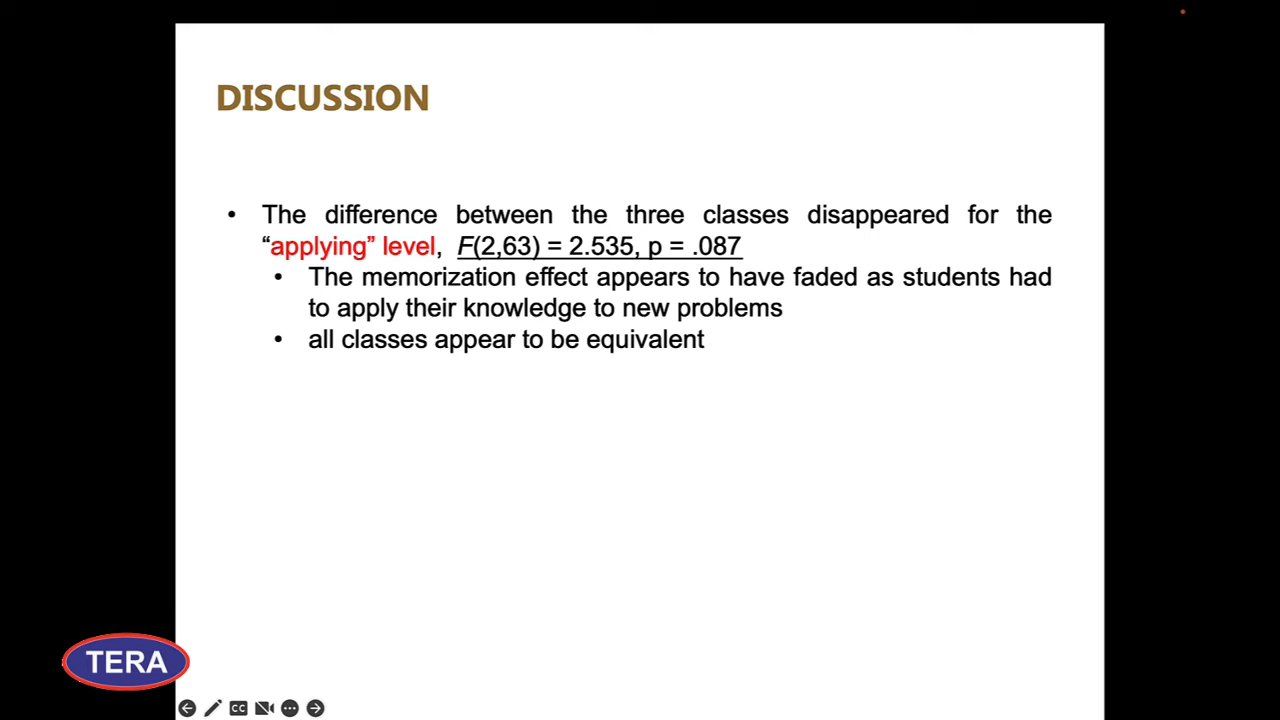 DISCUSSION
• The difference between the three classes disappeared for the
“applying” level, F(2,63) = 2.535, p = .087
• The memorization effect appears to have faded as students had
to apply their knowledge to new problems
• all classes appear to be equivalent
TERA
CC